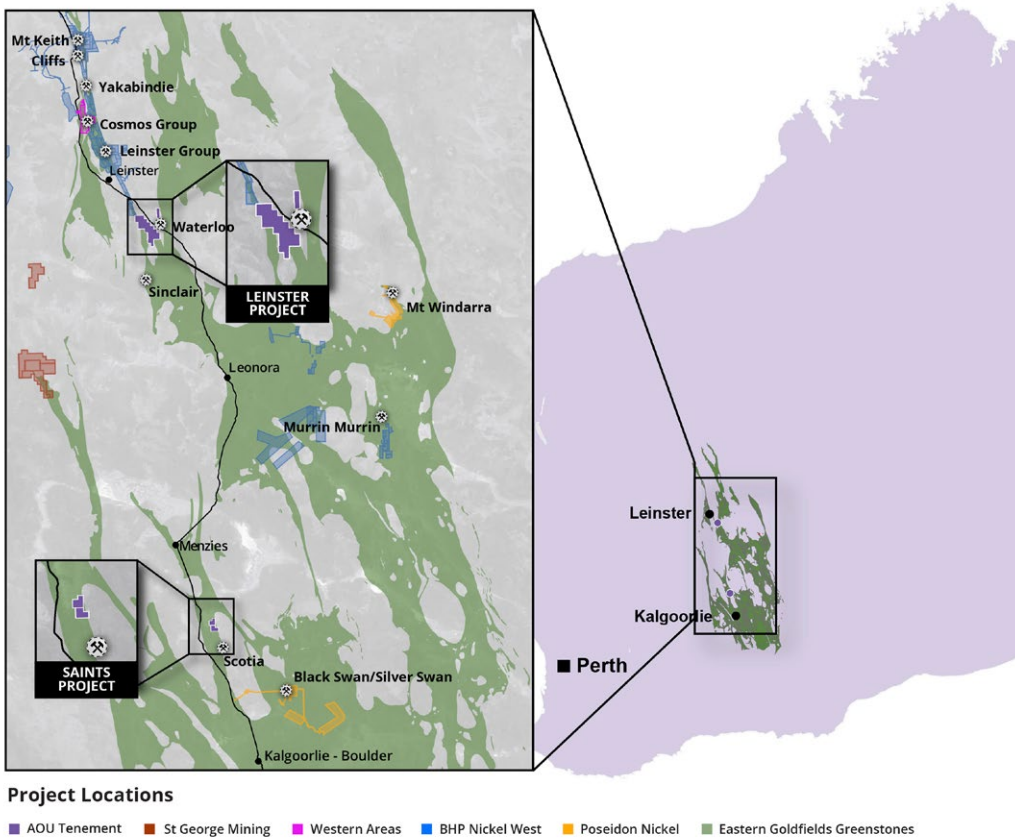 Mt Keith
Cliffs
Yakabindie
Cosmos Group
Leinster Group
Leinster
Waterloo
LEINSTER
PROJECT
Sinclair
Mt Windarra
Leonora
Murrin Murrin
Menzies
SAINTS
PROJECT
Scotia
Black Swan/Silver Swan
Kalgoorlie - Boulder
Leinster
Kalgoorlie
Perth
Project Locations
AOU Tenement
St George Mining
Western Areas
BHP Nickel West
Poseidon Nickel
Eastern Goldfields Greenstones